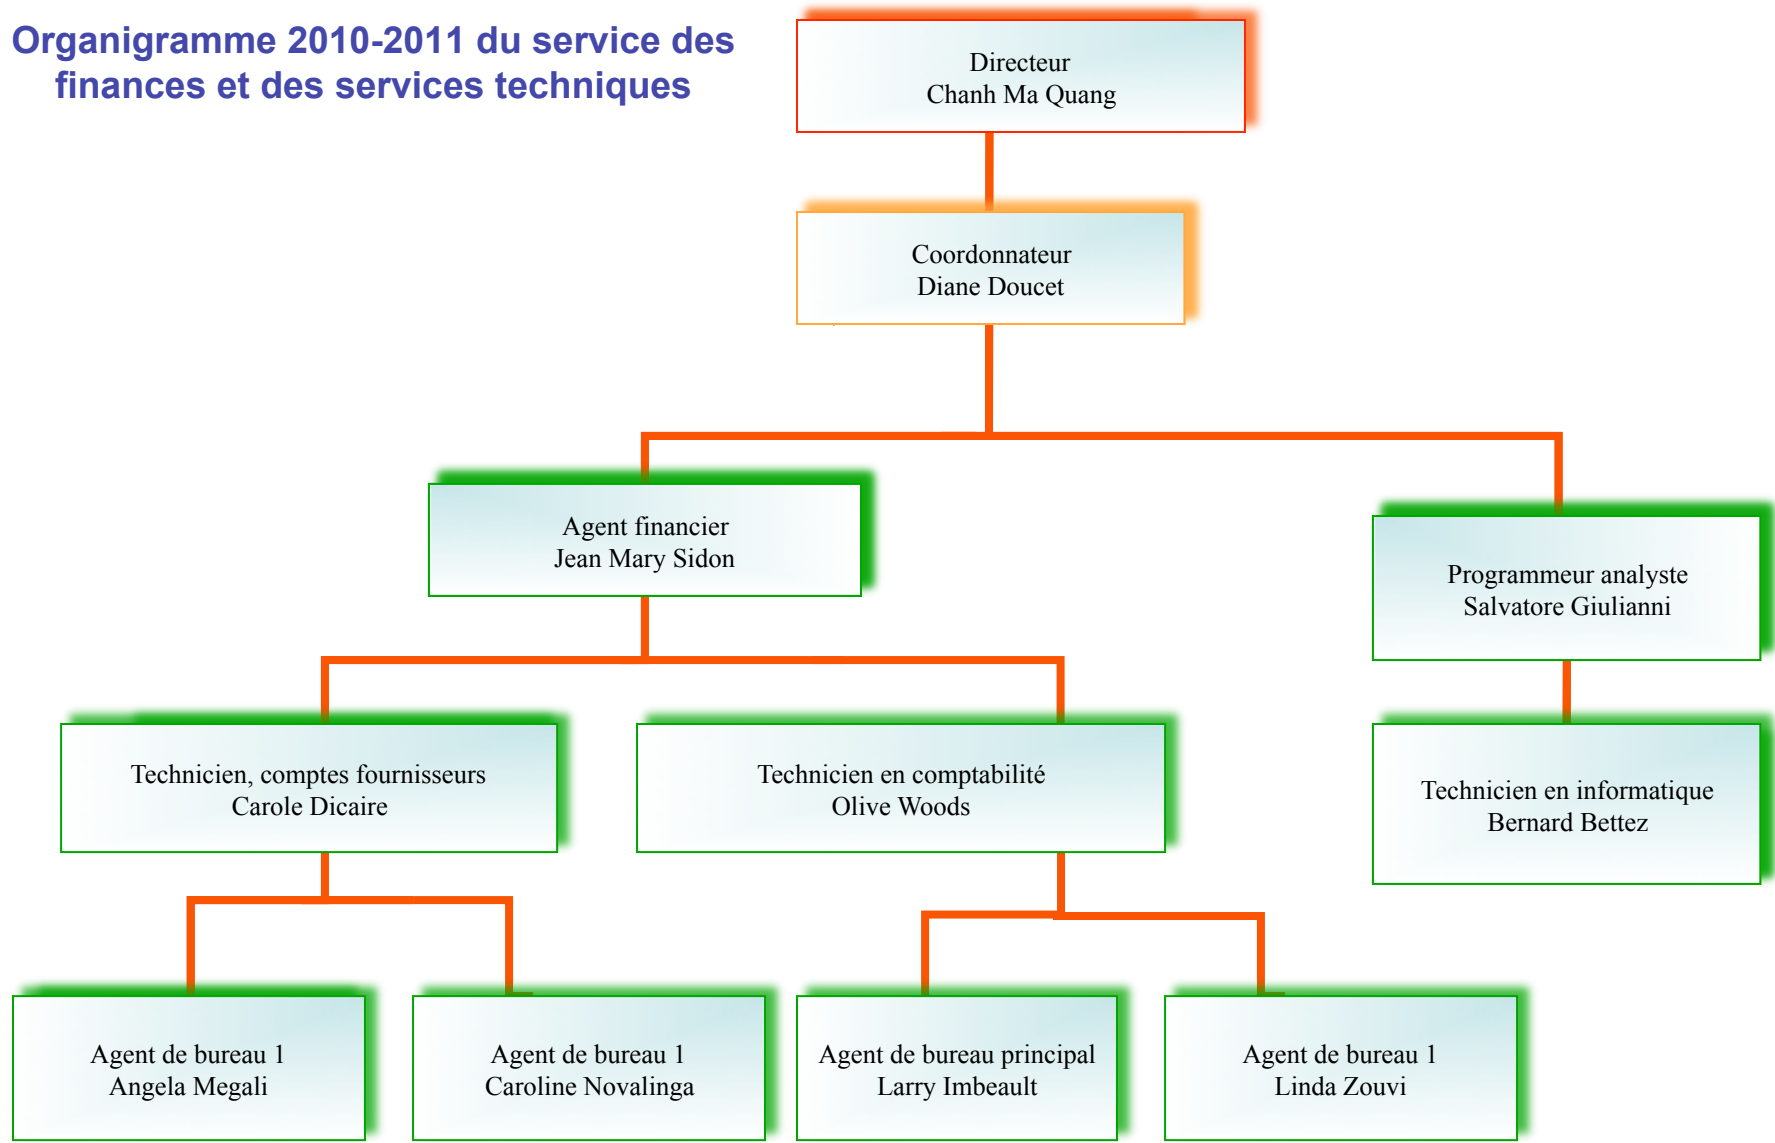 Organigramme 2010-2011 du service des
finances et des services techniques
Directeur
Chanh Ma Quang
Coordonnateur
Diane Doucet
Agent financier
Jean Mary Sidon
Programmeur analyste
Salvatore Giulianni
Technicien, comptes fournisseurs
Carole Dicaire
Technicien en comptabilité
Olive Woods
Technicien en informatique
Bernard Bettez
Agent de bureau 1
Angela Megali
Agent de bureau 1
Caroline Novalinga
Agent de bureau principal
Larry Imbeault
Agent de bureau 1
Linda Zouvi